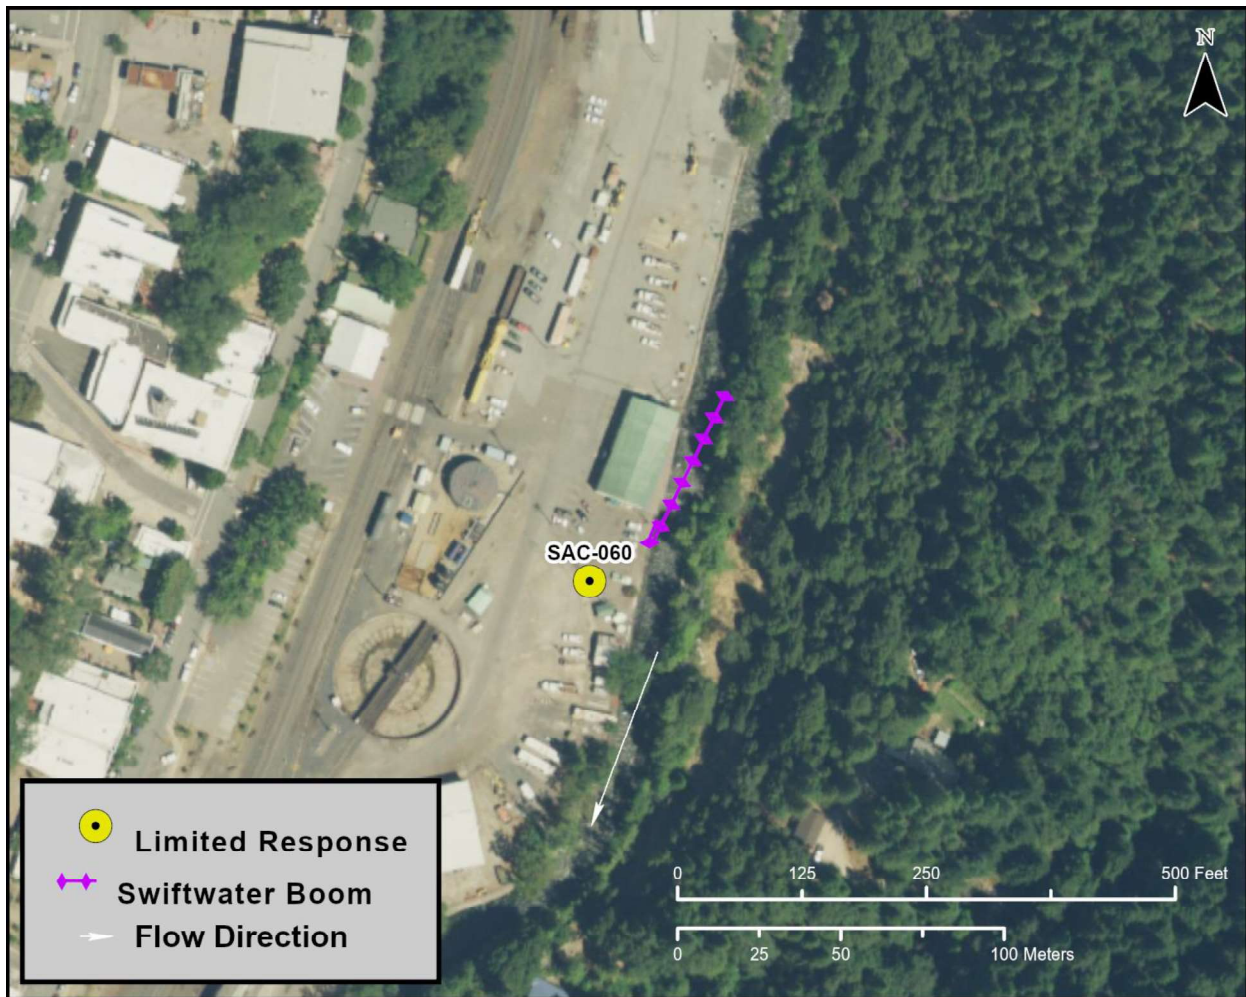 N
SAC-060
Limited Response
Swiftwater Boom
Flow Direction
0 125 250 500 Feet
0 25 50 100 Meters